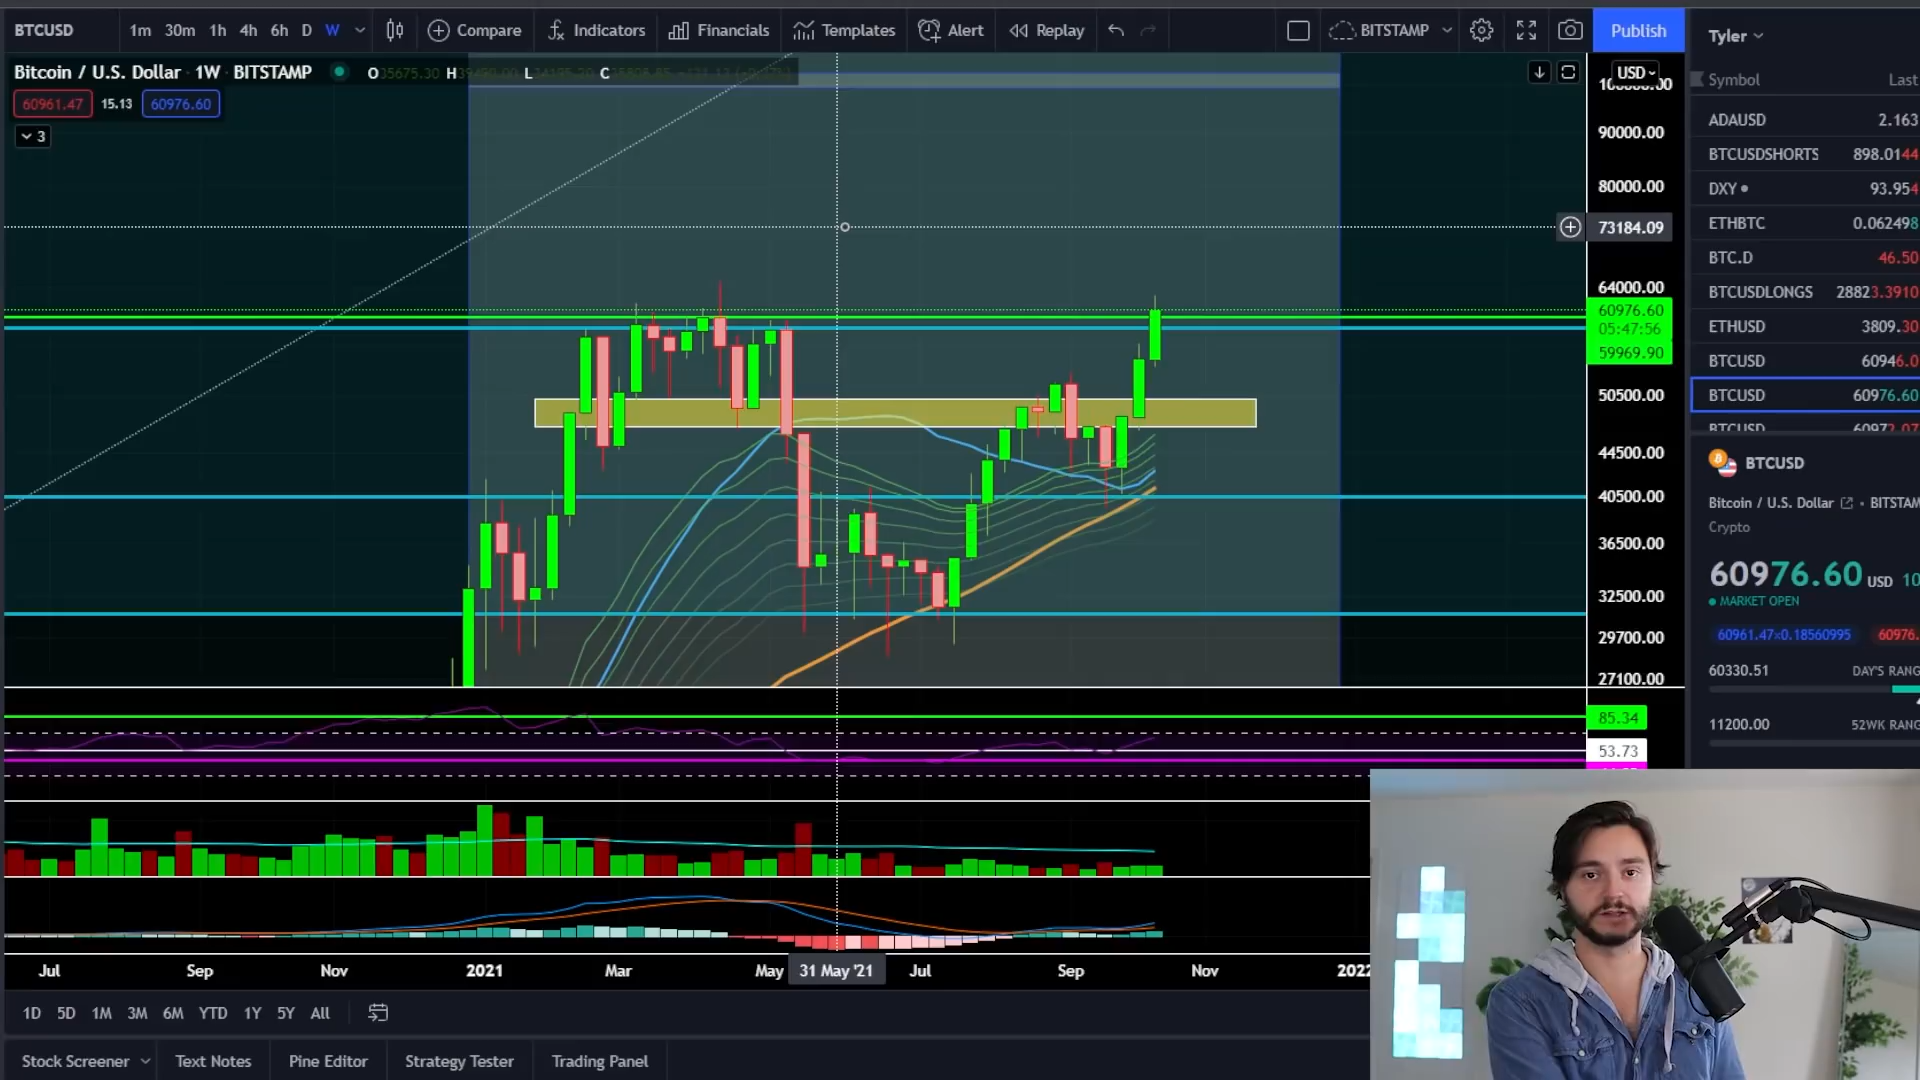 BTCUSD 1m 30m 1h 4h 6h D W Compare Indicators Financials Templates Alert Replay BITSTAMP Publish
Bitcoin / U.S. Dollar · 1W · BITSTAMP O35675.30 H L C
60961.47 15.13 60976.60
3
USD
90000.00
80000.00
73184.09
64000.00
60976.60
05:47:56
59969.90
50500.00
44500.00
40500.00
36500.00
32500.00
29700.00
27100.00
85.34
53.73
Jul Sep Nov 2021 Mar May 31 May '21 Jul Sep Nov 2022
1D 5D 1M 3M 6M YTD 1Y 5Y All
Stock Screener Text Notes Pine Editor Strategy Tester Trading Panel
Tyler
Symbol Last
ADAUSD 2.163
BTCUSDSHORTS 898.0144
DXY 93.954
ETHBTC 0.062498
BTC.D 46.50
BTCUSDLONGS 28823.3910
ETHUSD 3809.30
BTCUSD 60946.0
BTCUSD 60976.60
BTCUSD 60972.07
BTCUSD
Bitcoin / U.S. Dollar • BITSTAM
Crypto
60976.60 USD 10
MARKET OPEN
60961.47×0.18560995 60976.
60330.51 DAY'S RANG
11200.00 52WK RANG